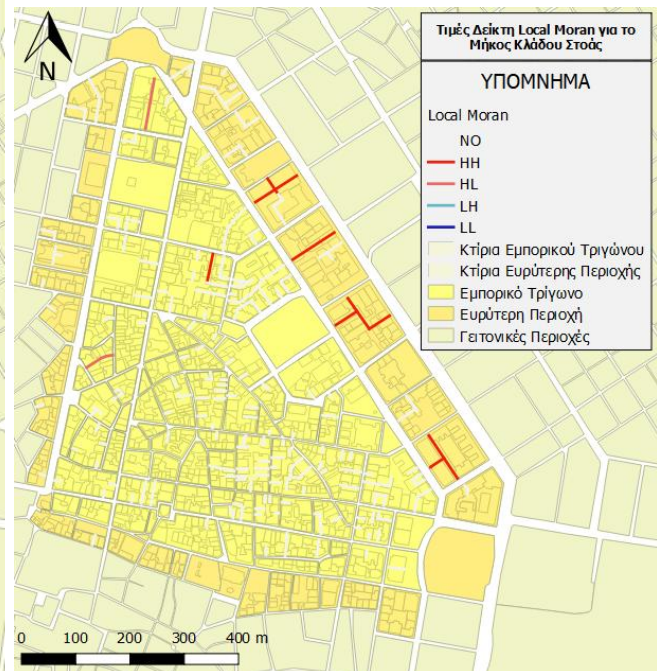 Τιμές Δείκτη Local Moran για το
Μήκος Κλάδου Στοάς
ΥΠΟΜΝΗΜΑ
Local Moran
NO
HH
HL
LH
LL
Κτίρια Εμπορικού Τριγώνου
Κτίρια Ευρύτερης Περιοχής
Εμπορικό Τρίγωνο
Ευρύτερη Περιοχή
Γειτονικές Περιοχές
N
0 100 200 300 400 m